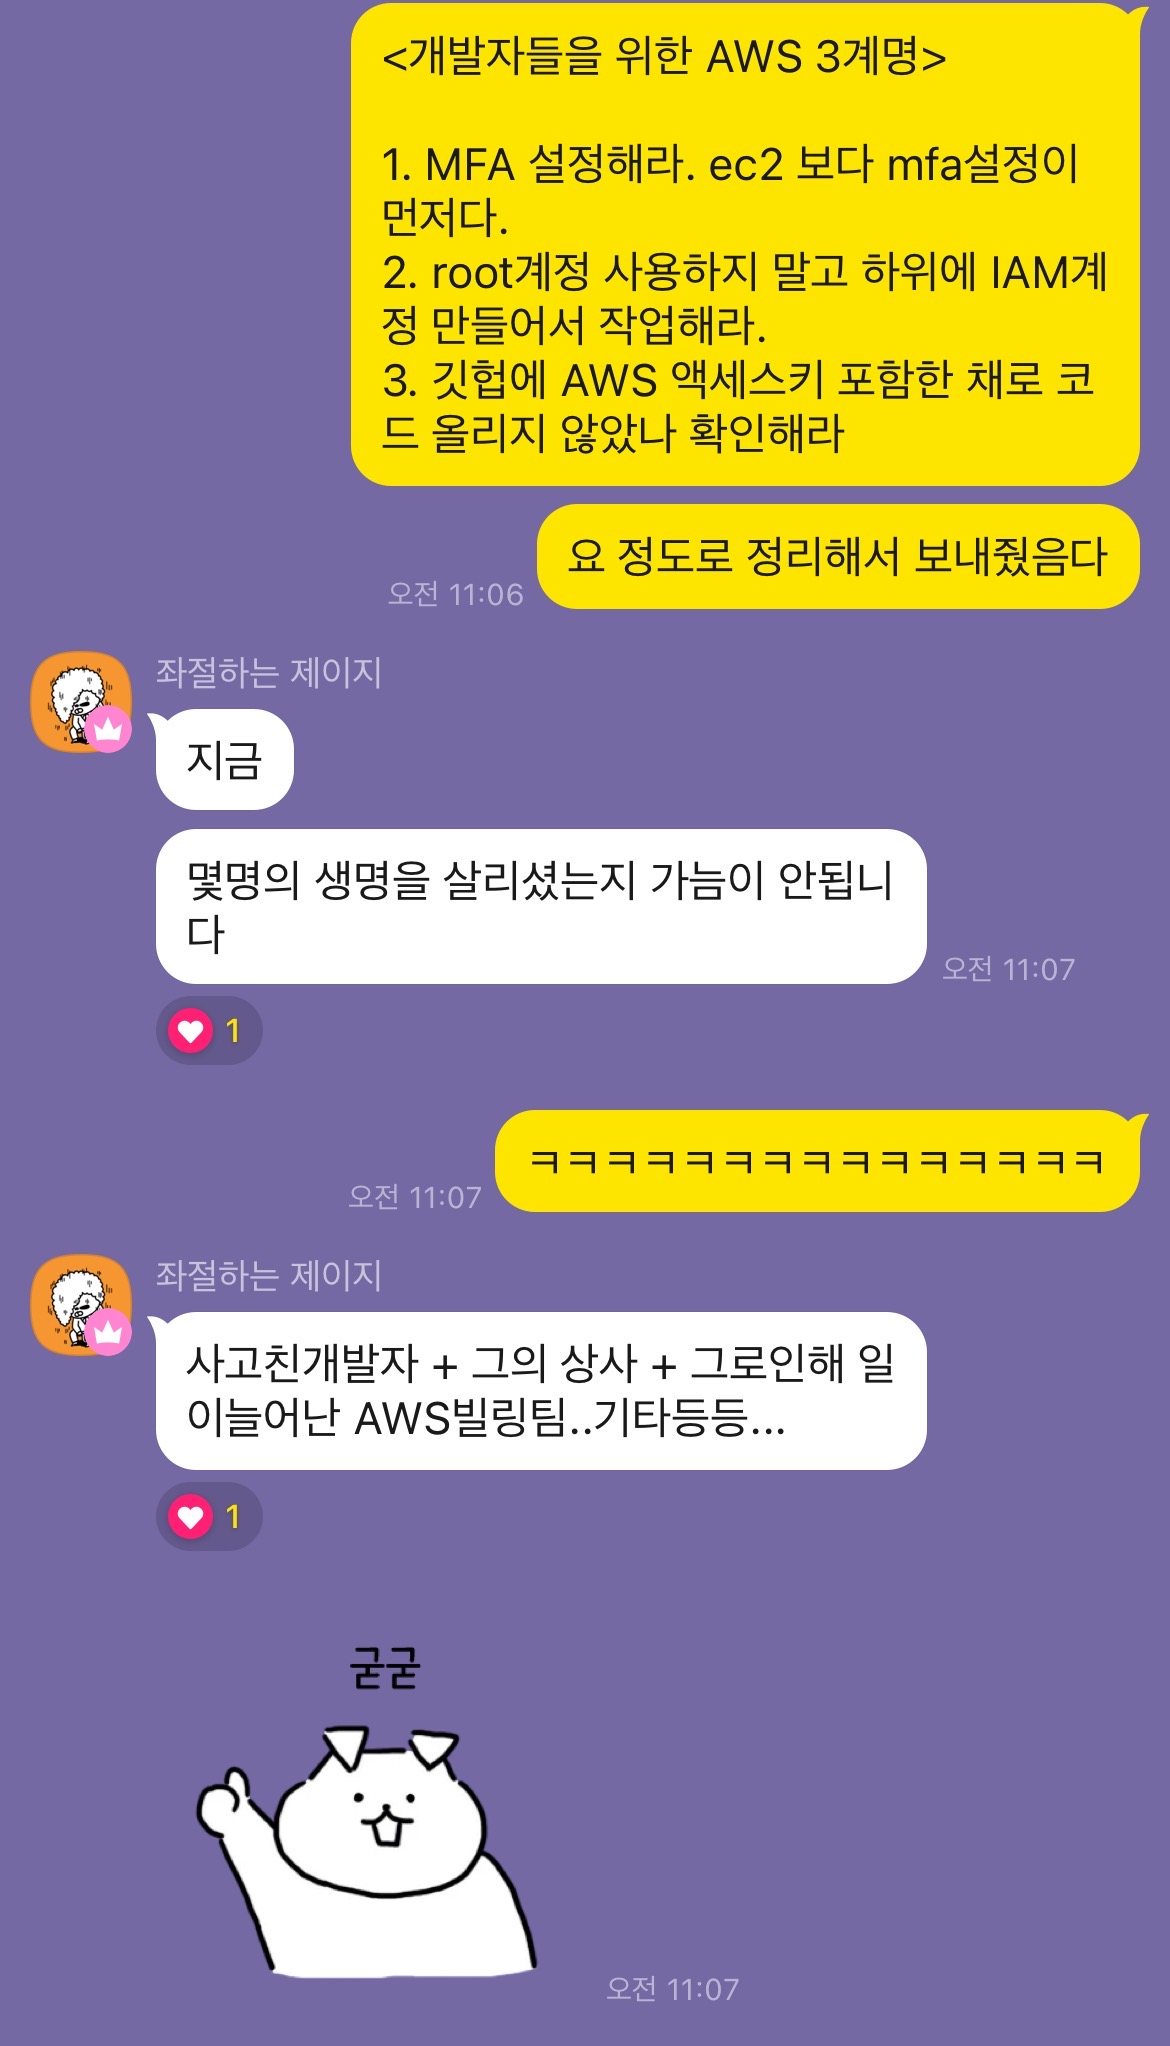 <개발자들을 위한 AWS 3계명>
1. MFA 설정해라. ec2 보다 mfa설정이
먼저다.
2. root계정 사용하지 말고 하위에 IAM계
정 만들어서 작업해라.
3. 깃헙에 AWS 액세스키 포함한 채로 코
드 올리지 않았나 확인해라
요 정도로 정리해서 보내줬음다
오전 11:06
좌절하는 제이지
지금
몇명의 생명을 살리셨는지 가늠이 안됩니
다
오전 11:07
1
ㅋㅋㅋㅋㅋㅋㅋㅋㅋㅋㅋㅋㅋㅋㅋ
오전 11:07
좌절하는 제이지
사고친개발자 + 그의 상사 + 그로인해 일
이늘어난 AWS빌링팀..기타등등...
1
굳굳
오전 11:07